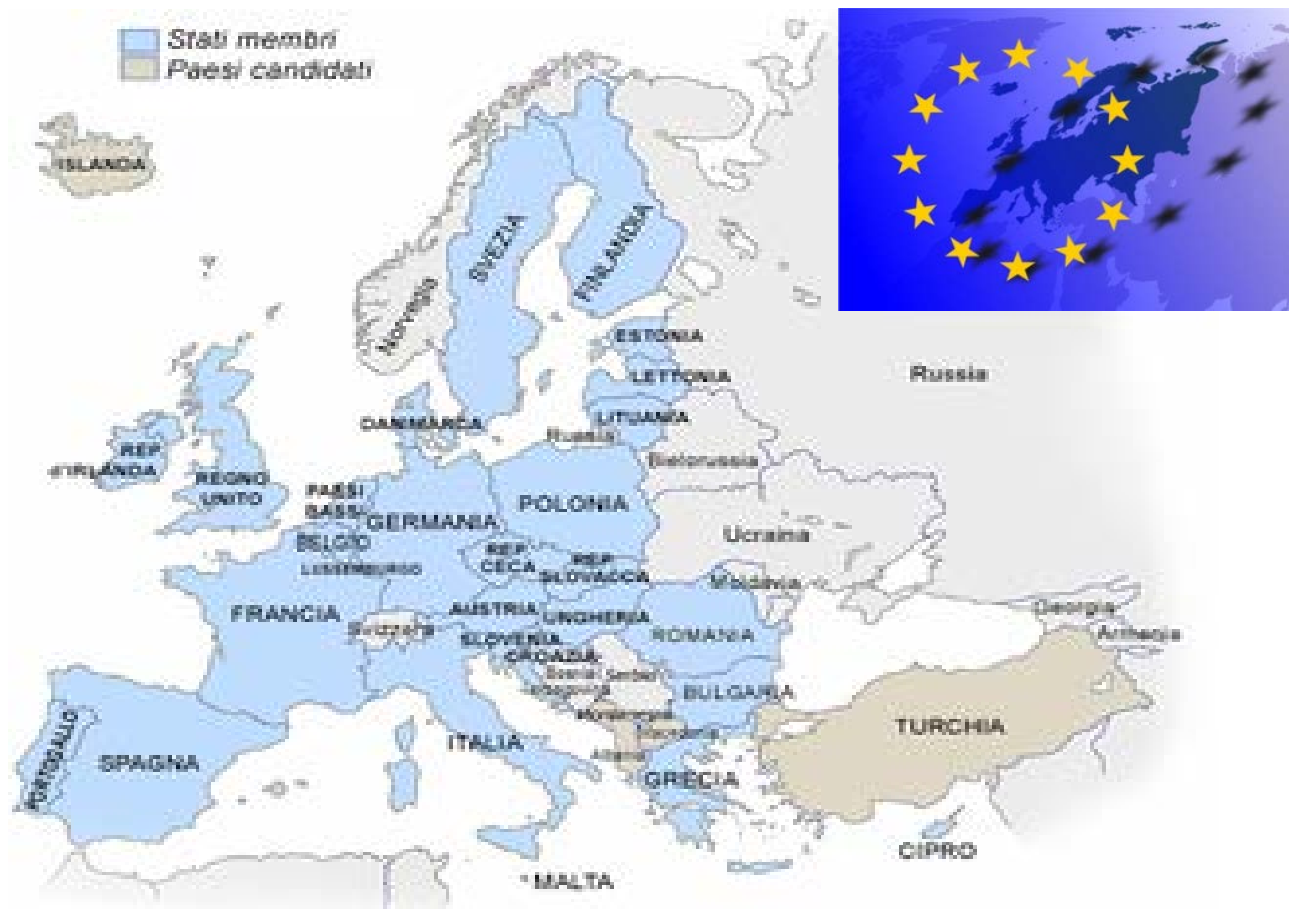 Stati membri
Paesi candidati
ISLANDA
SVEZIA
FINLANDIA
Norvegia
ESTONIA
Russia
LETTONIA
DANIMARCA
LITUANIA
Russia
REP
d'IRLANDA
REGNO
UNITO
Bielorussia
PAESI
BASSI
GERMANIA
POLONIA
Ucraina
BELGIO
LUSSEMBURGO
REP
CECA
REP
SLOVACCA
Moldavia
FRANCIA
Svizzera
AUSTRIA
UNGHERIA
ROMANIA
Georgia
SLOVENIA
CROAZIA
Bosnia
Serbia
BULGARIA
Montenegro
TURCHIA
PORTOGALLO
SPAGNA
ITALIA
Albania
GRECIA
CIPRO
MALTA